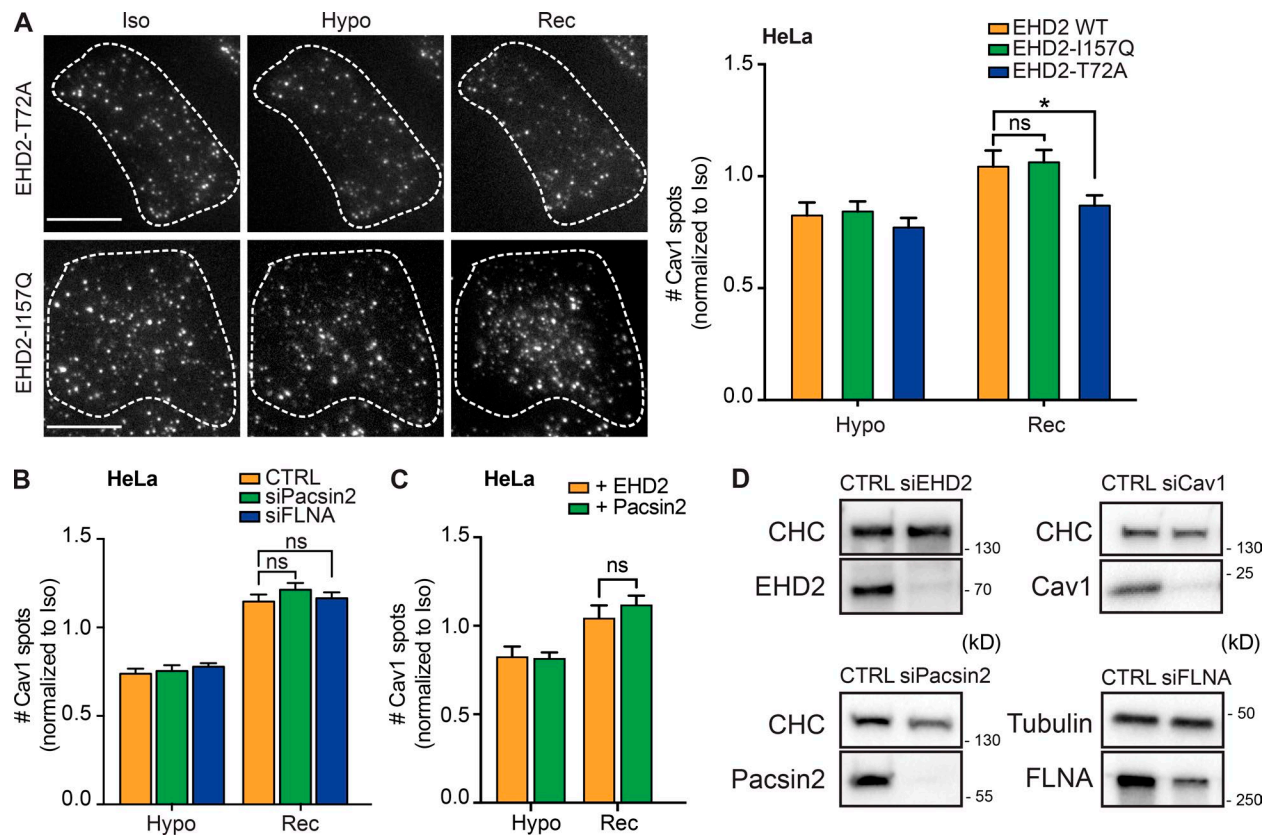 A
Iso
Hypo
Rec
EHD2-T72A
EHD2-I157Q
HeLa
EHD2 WT
EHD2-I157Q
EHD2-T72A
# Cav1 spots
(normalized to Iso)
1.5
1.0
0.5
0.0
*
ns
Hypo
Rec
B
HeLa
CTRL
siPacsin2
siFLNA
# Cav1 spots
(normalized to Iso)
1.5
1.0
0.5
0.0
ns
ns
Hypo
Rec
C
HeLa
+ EHD2
+ Pacsin2
# Cav1 spots
(normalized to Iso)
1.5
1.0
0.5
0.0
ns
Hypo
Rec
D
CTRL siEHD2
CHC
- 130
EHD2
- 70
(kD)
CTRL siCav1
CHC
- 130
- 25
Cav1
(kD)
CTRL siPacsin2
CHC
- 130
Pacsin2
- 55
CTRL siFLNA
Tubulin
- 50
FLNA
- 250